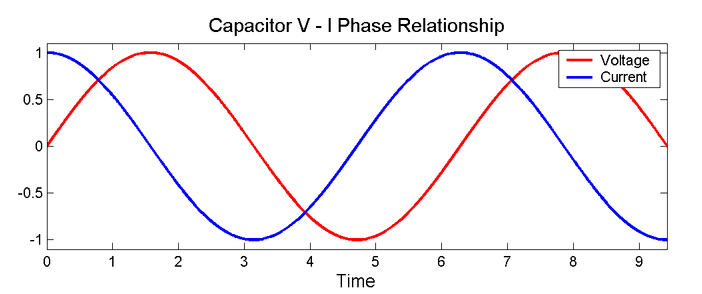 Capacitor V - I Phase Relationship
Voltage
Current
1
0.5
0
-0.5
-1
0 1 2 3 4 5 6 7 8 9
Time